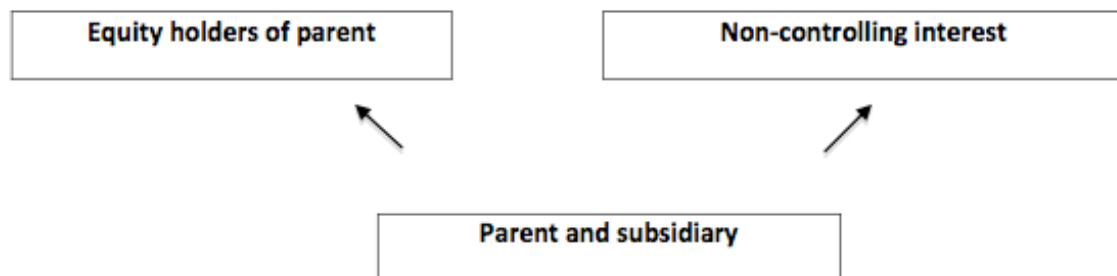 Equity holders of parent
Non-controlling interest
Parent and subsidiary